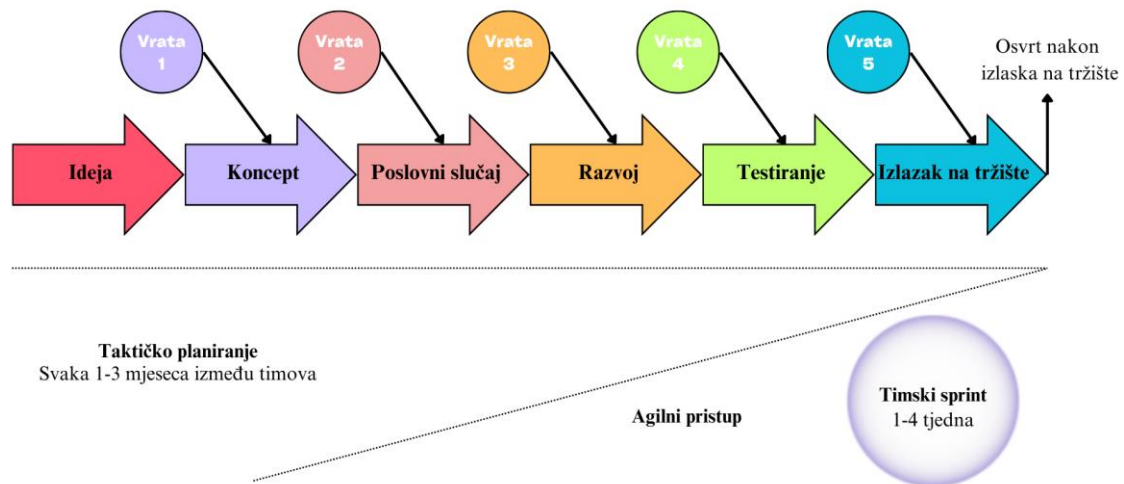 Vrata
1
Vrata
2
Vrata
3
Vrata
4
Vrata
5
Osvrt nakon
izlaska na tržište
Ideja
Koncept
Poslovni slučaj
Razvoj
Testiranje
Izlazak na tržište
Taktičko planiranje
Svaka 1-3 mjeseca između timova
Agilni pristup
Timski sprint
1-4 tjedna